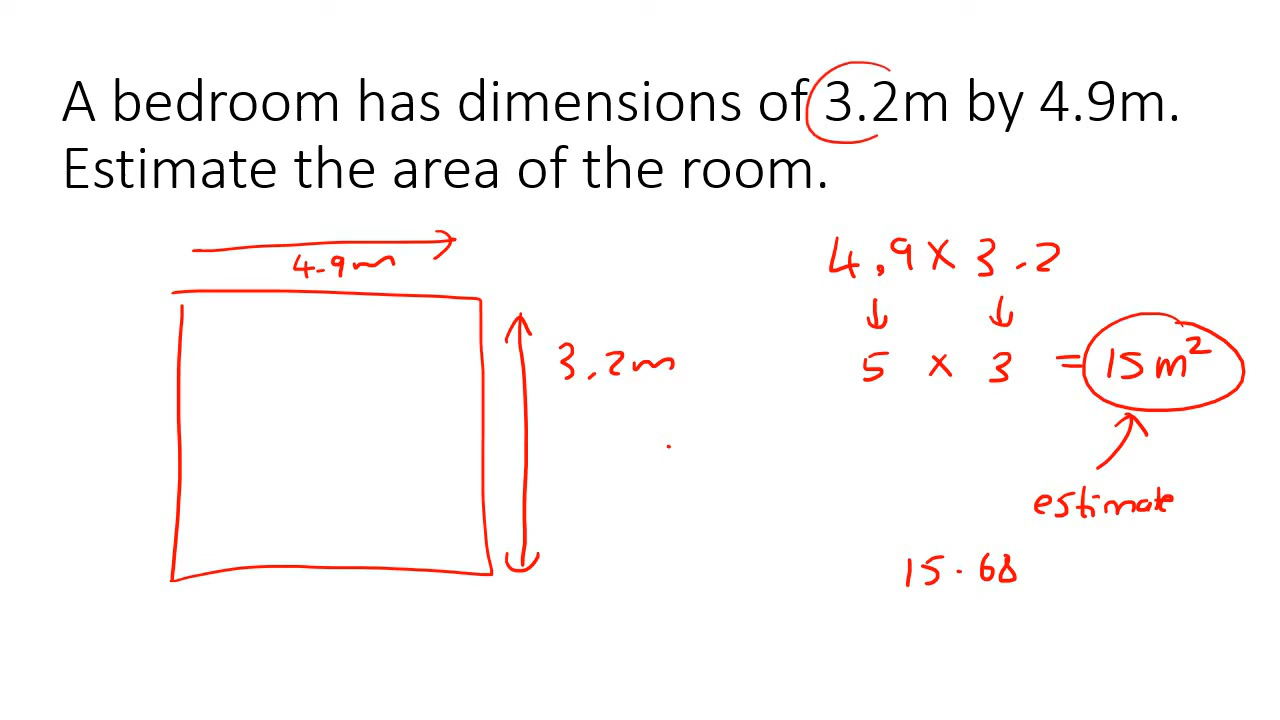 A bedroom has dimensions of 3.2m by 4.9m.
Estimate the area of the room.
4.9m
3.2m
4.9 × 3.2
↓ ↓
5 × 3 = 15m²
estimate
15.68